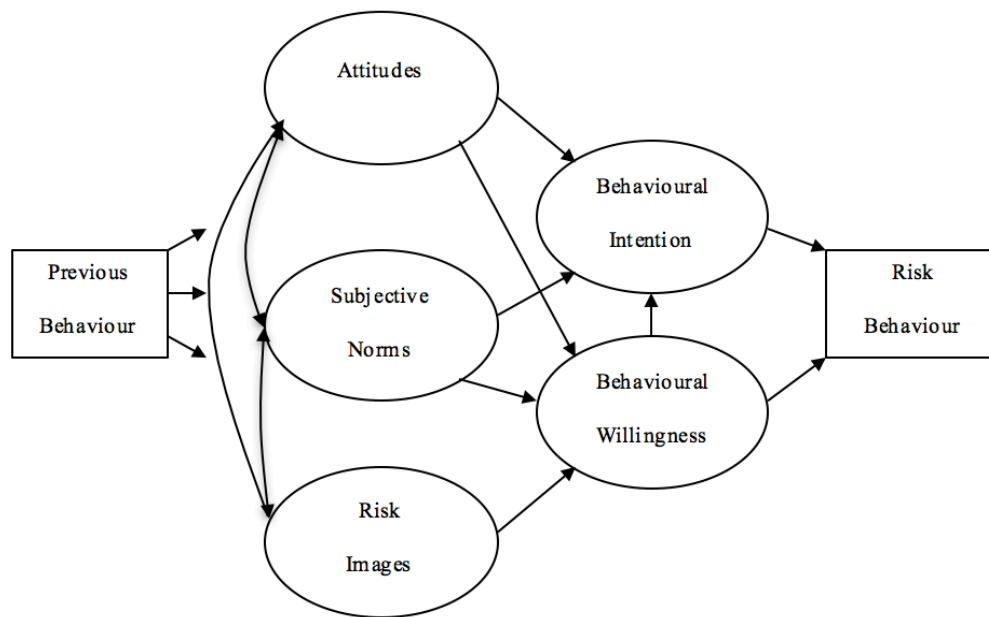 Attitudes
Previous
Behaviour
Subjective
Norms
Risk
Images
Behavioural
Intention
Behavioural
Willingness
Risk
Behaviour